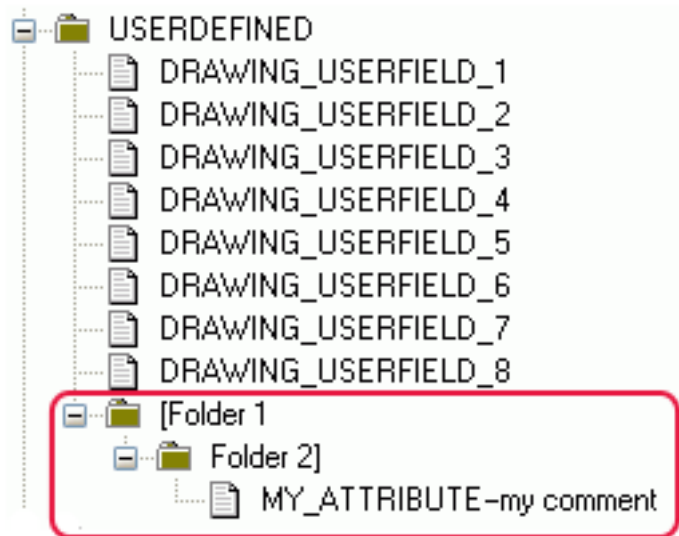 USERDEFINED
DRAWING_USERFIELD_1
DRAWING_USERFIELD_2
DRAWING_USERFIELD_3
DRAWING_USERFIELD_4
DRAWING_USERFIELD_5
DRAWING_USERFIELD_6
DRAWING_USERFIELD_7
DRAWING_USERFIELD_8
[Folder 1
Folder 2]
MY_ATTRIBUTE–my comment